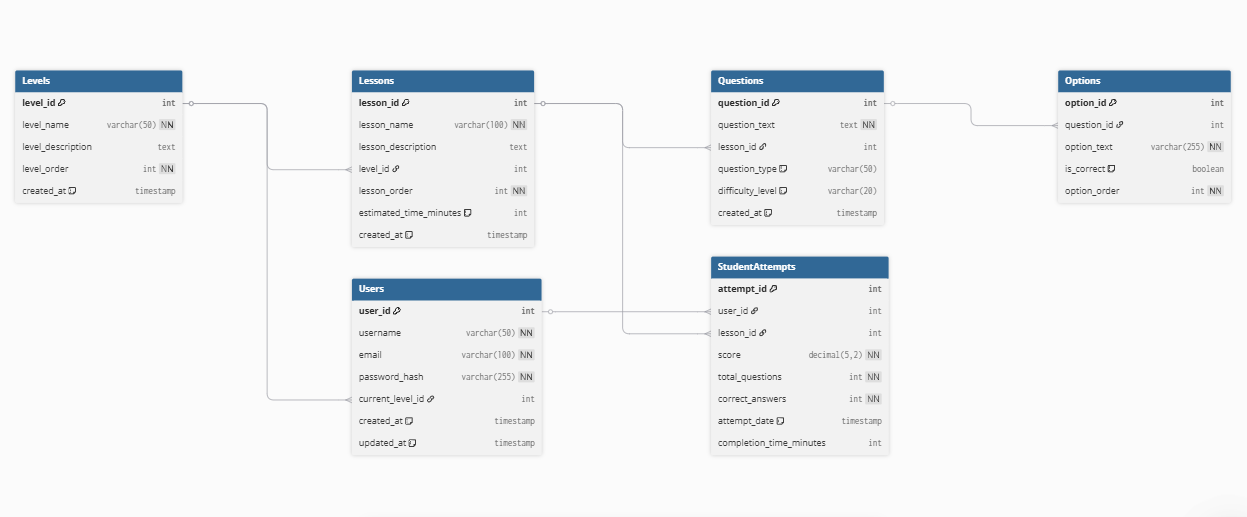 Levels
level_id int
level_name varchar(50) NN
level_description text
level_order int NN
created_at timestamp
Lessons
lesson_id int
lesson_name varchar(100) NN
lesson_description text
level_id int
lesson_order int NN
estimated_time_minutes int
created_at timestamp
Questions
question_id int
question_text text NN
lesson_id int
question_type varchar(50)
difficulty_level varchar(20)
created_at timestamp
Options
option_id int
question_id int
option_text varchar(255) NN
is_correct boolean
option_order int NN
Users
user_id int
username varchar(50) NN
email varchar(100) NN
password_hash varchar(255) NN
current_level_id int
created_at timestamp
updated_at timestamp
StudentAttempts
attempt_id int
user_id int
lesson_id int
score decimal(5,2) NN
total_questions int NN
correct_answers int NN
attempt_date timestamp
completion_time_minutes int